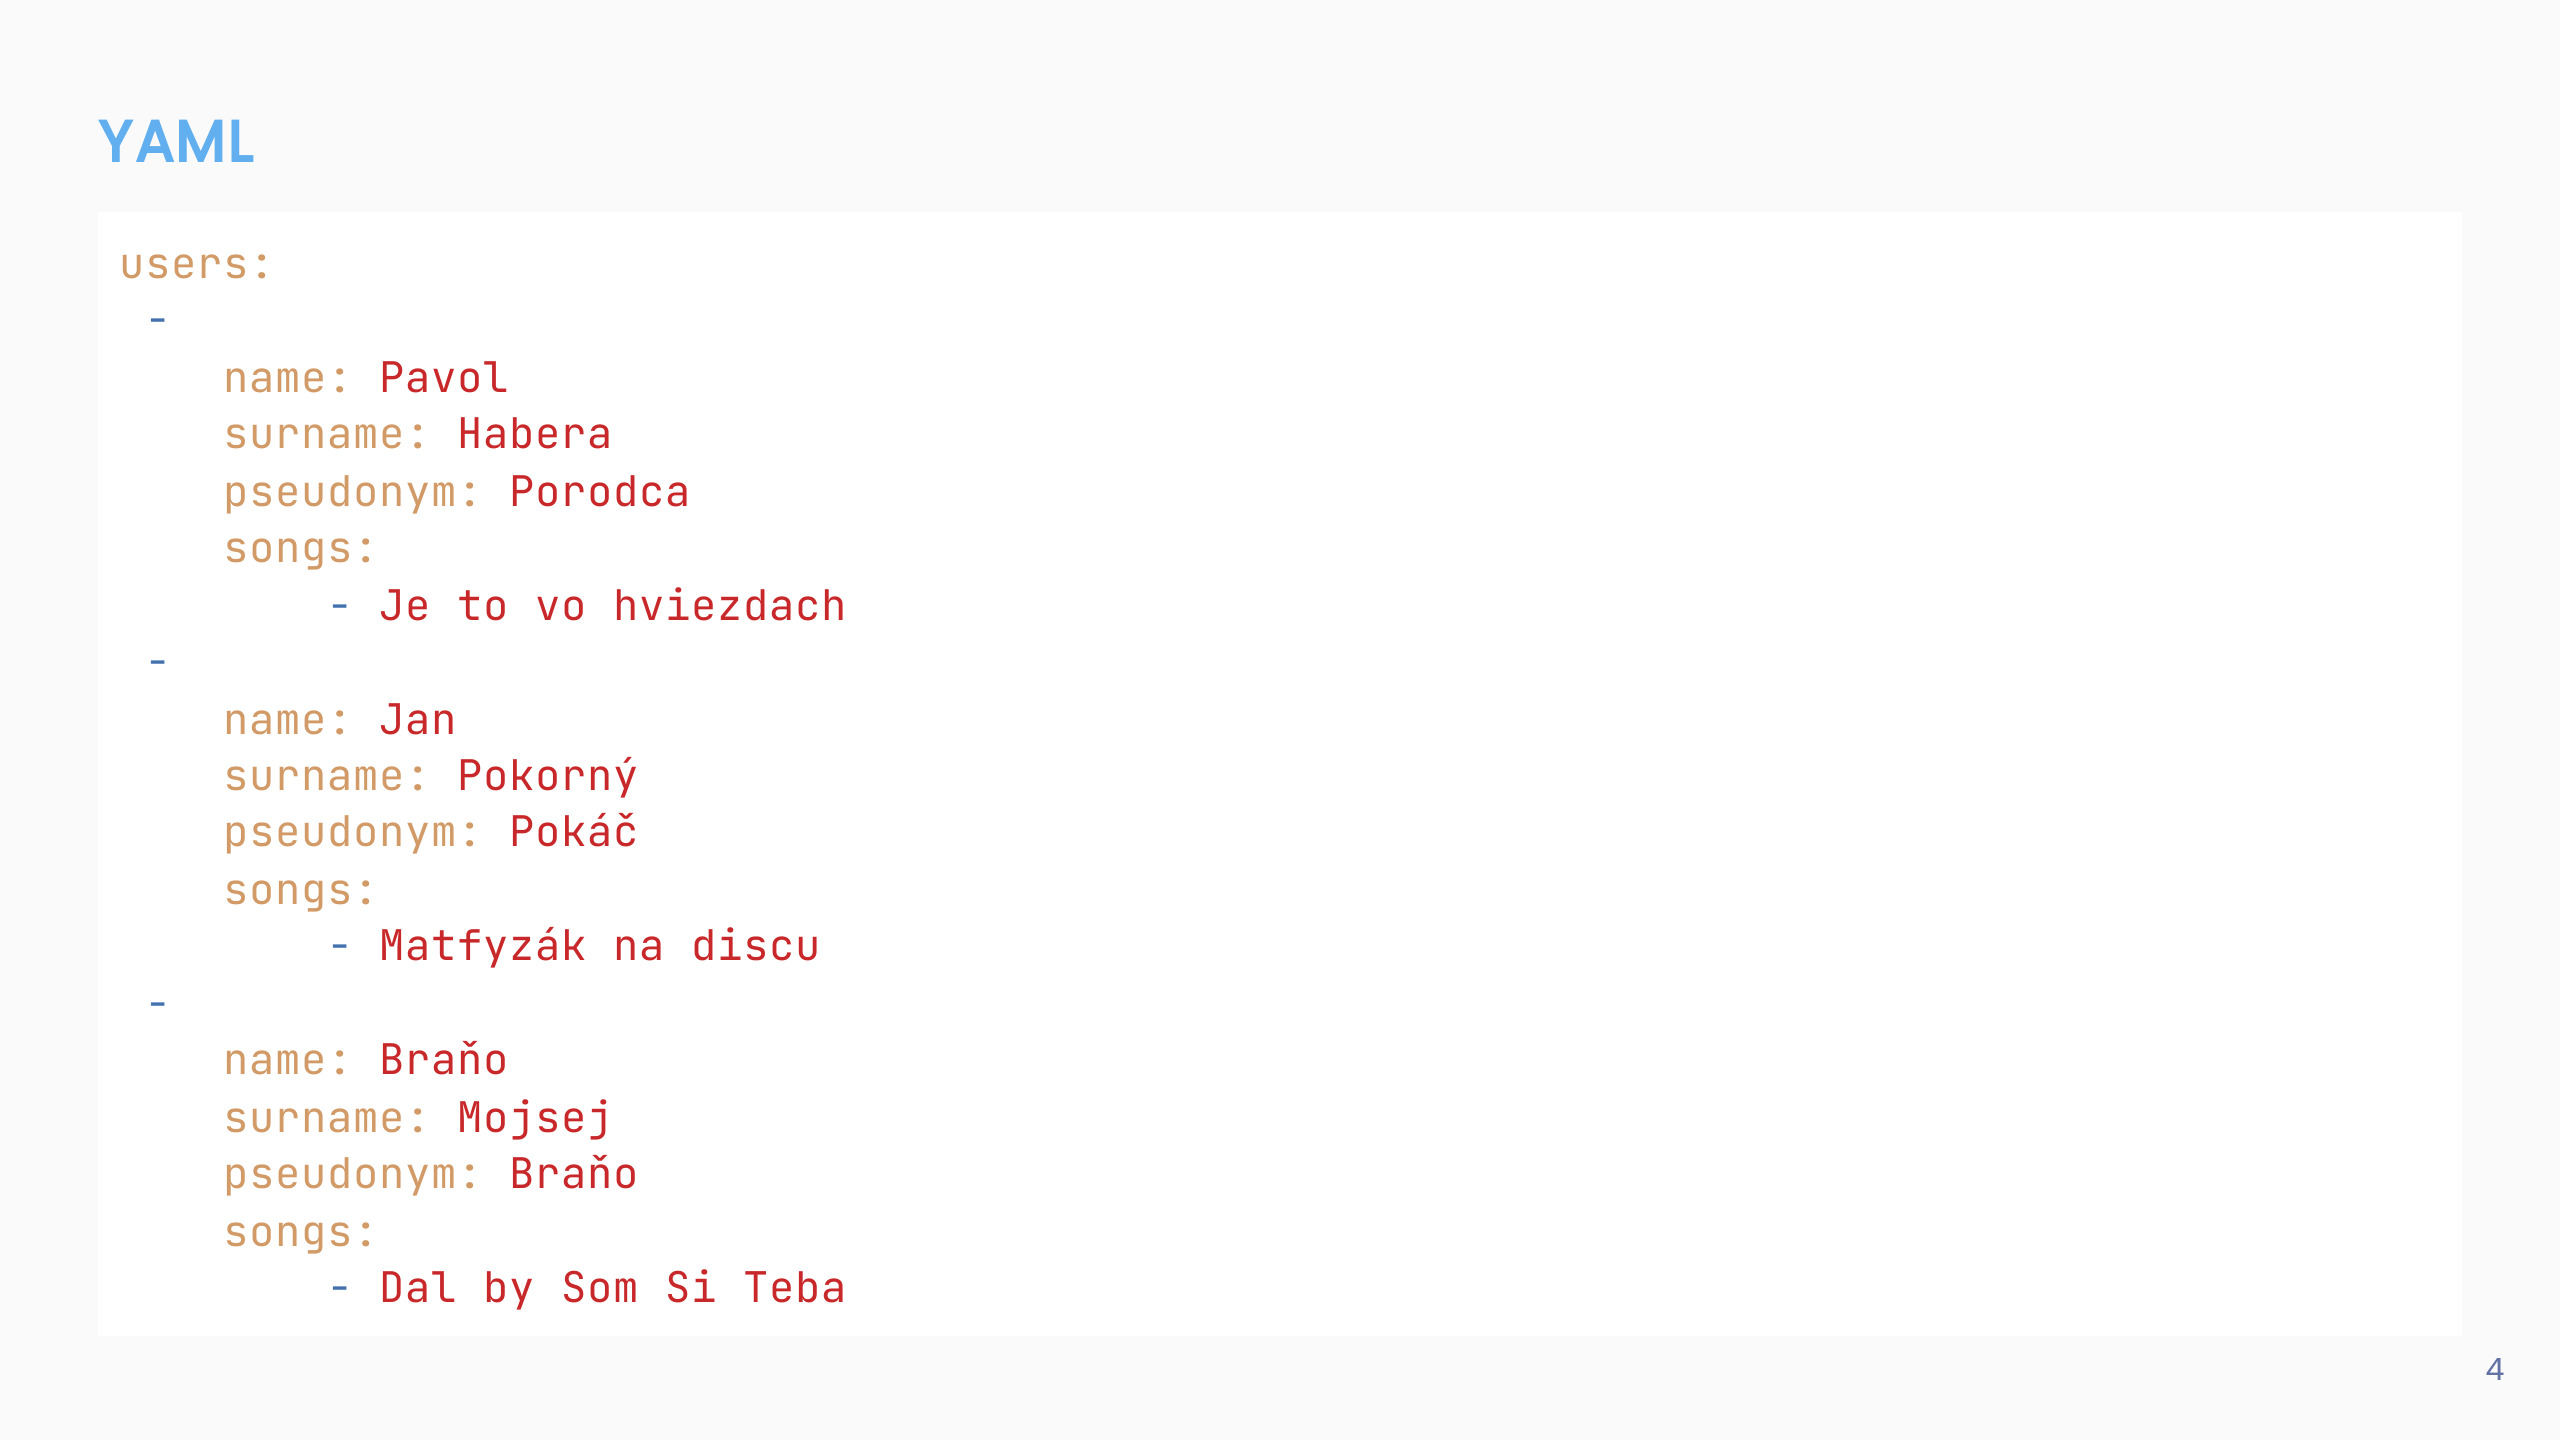 YAML
users:
 -
    name: Pavol
    surname: Habera
    pseudonym: Porodca
    songs:
        - Je to vo hviezdach
 -
    name: Jan
    surname: Pokorný
    pseudonym: Pokáč
    songs:
        - Matfyzák na discu
 -
    name: Braňo
    surname: Mojsej
    pseudonym: Braňo
    songs:
        - Dal by Som Si Teba
4